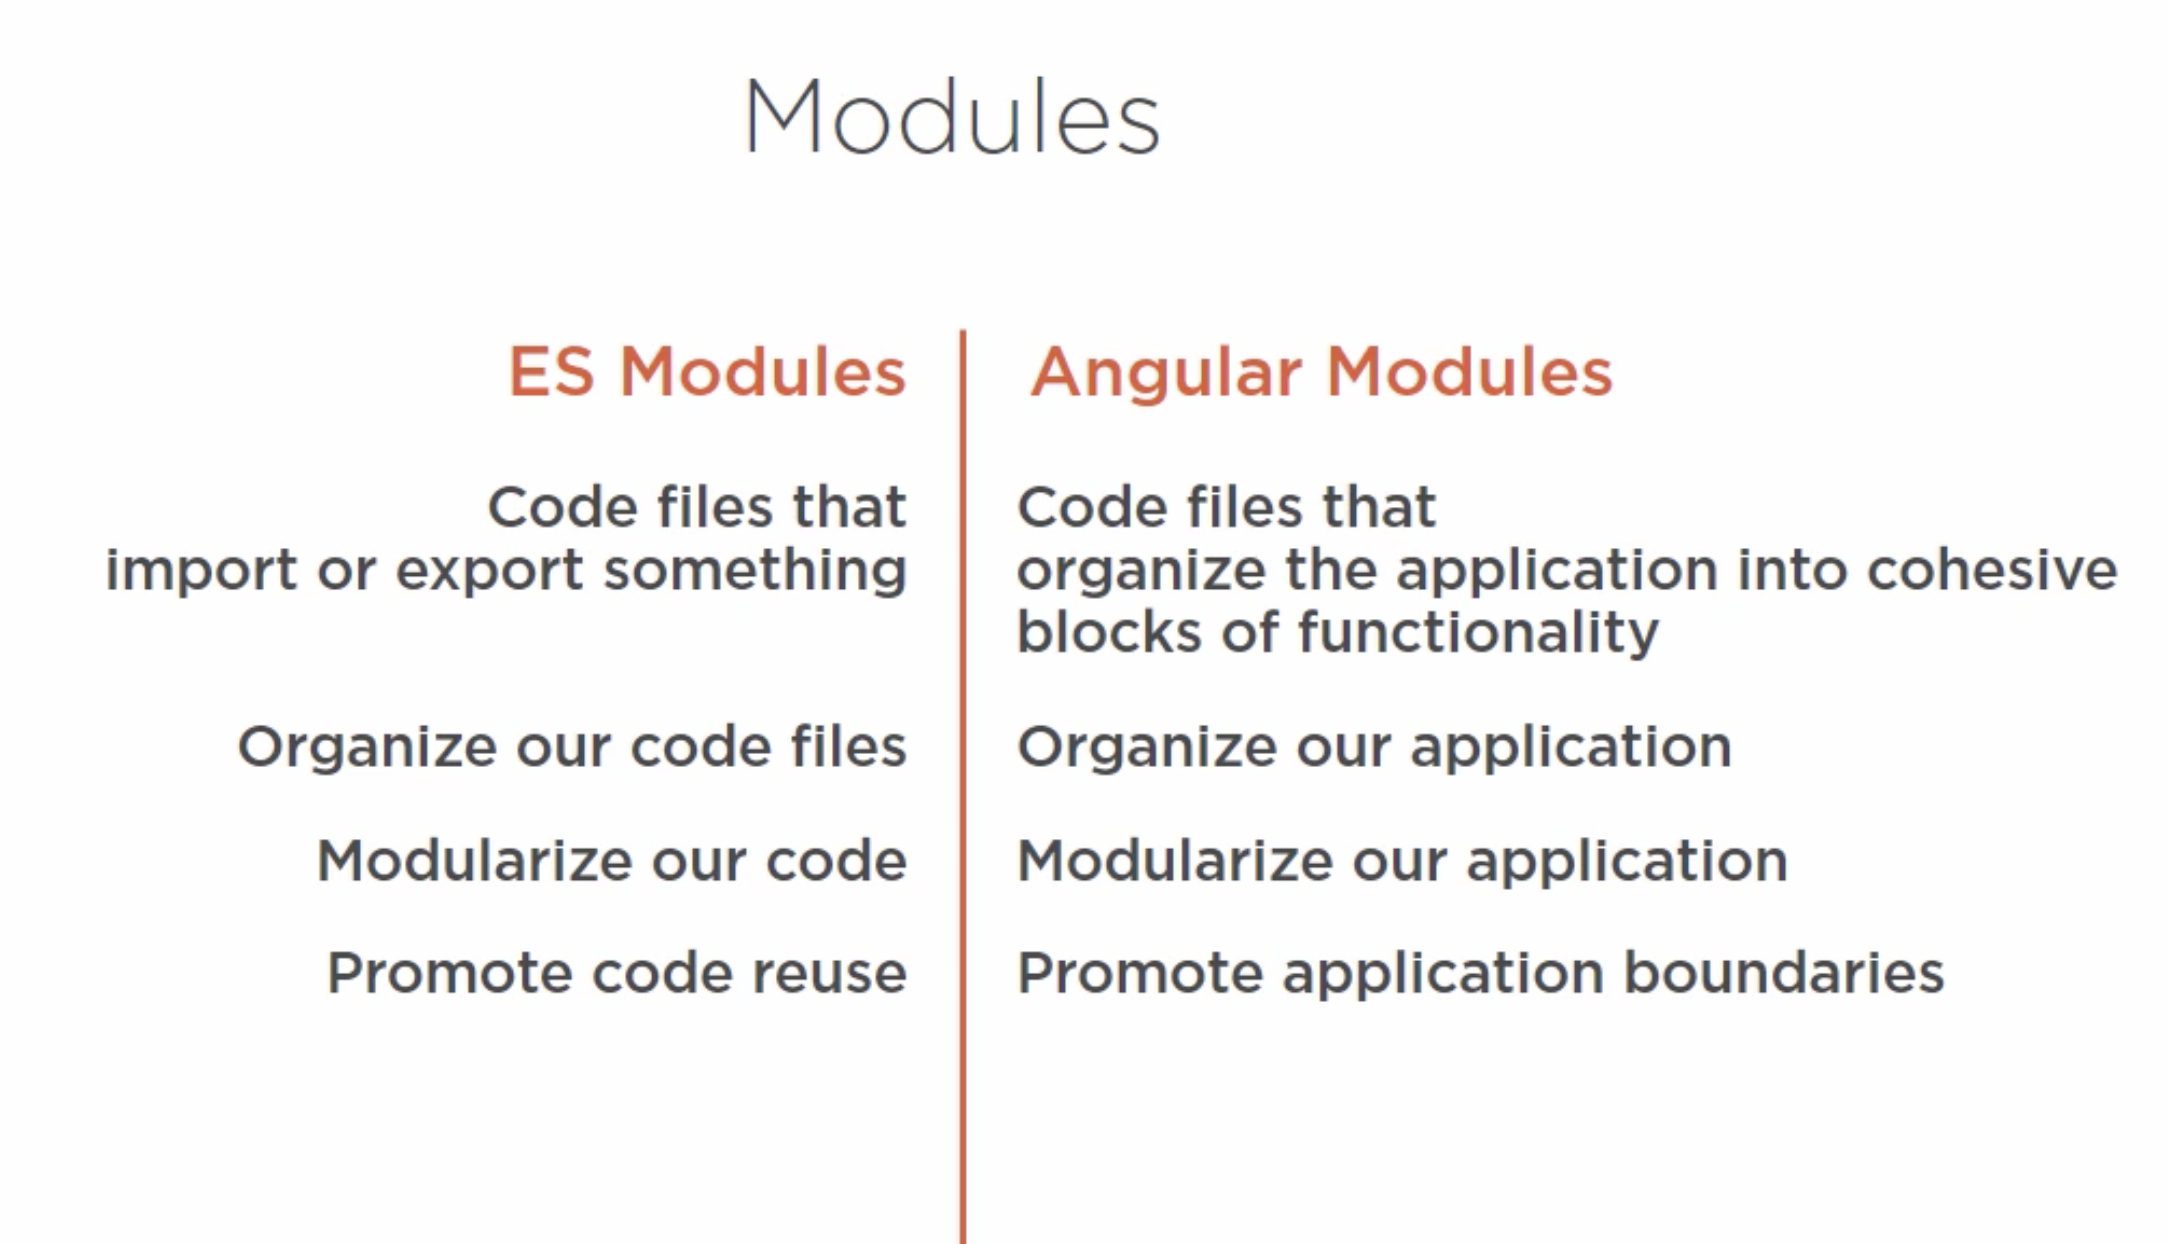 Modules
ES Modules
Code files that
import or export something
Organize our code files
Modularize our code
Promote code reuse
Angular Modules
Code files that
organize the application into cohesive
blocks of functionality
Organize our application
Modularize our application
Promote application boundaries